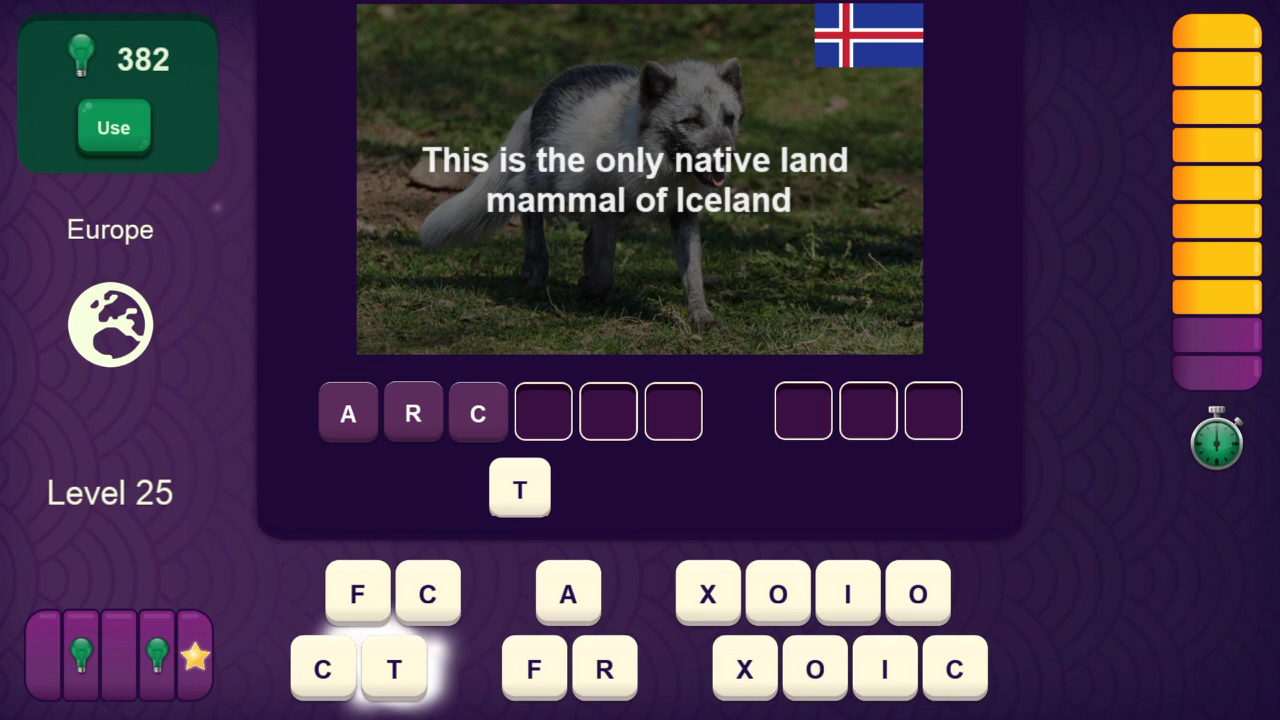 382
Use
Europe
Level 25
This is the only native land
mammal of Iceland
A R C
T
F C A X O I O
C T F R X O I C